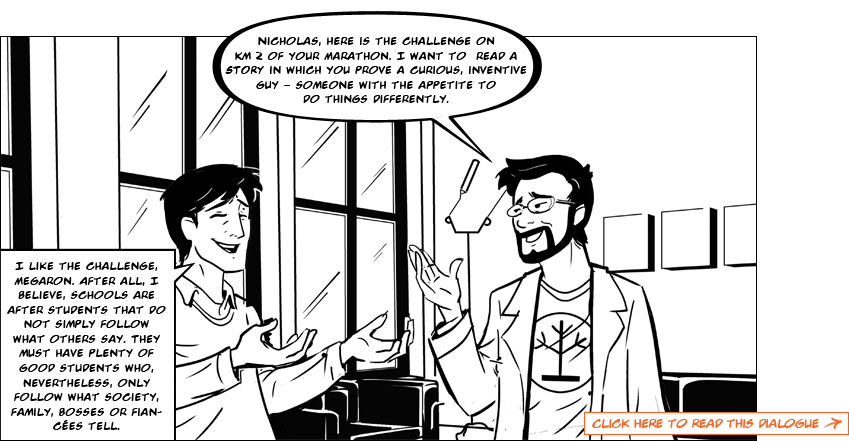 NICHOLAS, HERE IS THE CHALLENGE ON
KM 2 OF YOUR MARATHON. I WANT TO READ A
STORY IN WHICH YOU PROVE A CURIOUS, INVENTIVE
GUY – SOMEONE WITH THE APPETITE TO
DO THINGS DIFFERENTLY.
I LIKE THE CHALLENGE,
MEGARON. AFTER ALL, I
BELIEVE, SCHOOLS ARE
AFTER STUDENTS THAT DO
NOT SIMPLY FOLLOW
WHAT OTHERS SAY. THEY
MUST HAVE PLENTY OF
GOOD STUDENTS WHO,
NEVERTHELESS, ONLY
FOLLOW WHAT SOCIETY,
FAMILY, BOSSES OR FIAN-
CÉES TELL.
CLICK HERE TO READ THIS DIALOGUE